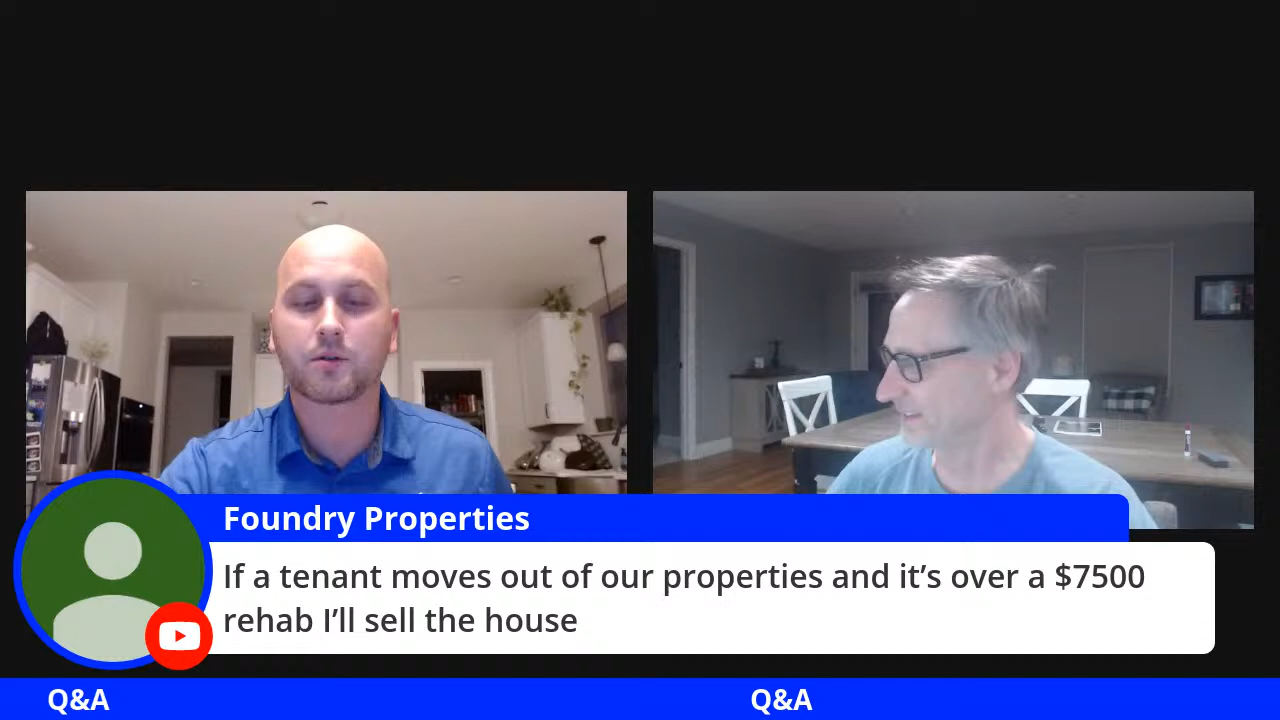 Foundry Properties
If a tenant moves out of our properties and it’s over a $7500
rehab I’ll sell the house
Q&A
Q&A